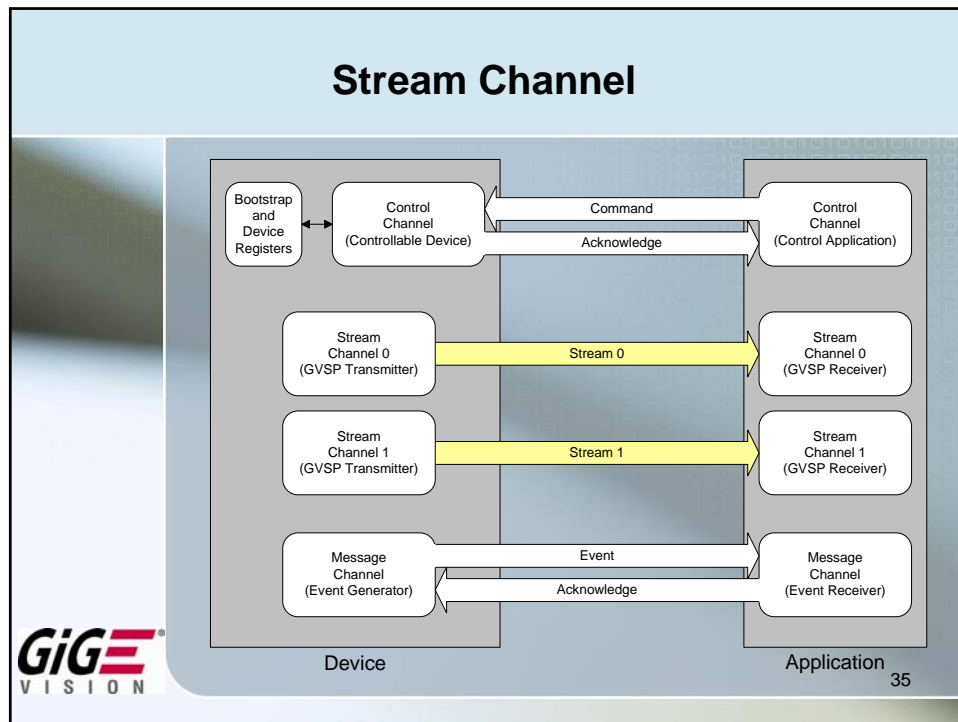 Stream Channel
Bootstrap
and
Device
Registers
Control
Channel
(Controllable Device)
Command
Acknowledge
Control
Channel
(Control Application)
Stream
Channel 0
(GVSP Transmitter)
Stream 0
Stream
Channel 0
(GVSP Receiver)
Stream
Channel 1
(GVSP Transmitter)
Stream 1
Stream
Channel 1
(GVSP Receiver)
Message
Channel
(Event Generator)
Event
Acknowledge
Message
Channel
(Event Receiver)
Device
Application
GiGE®
VISION
35